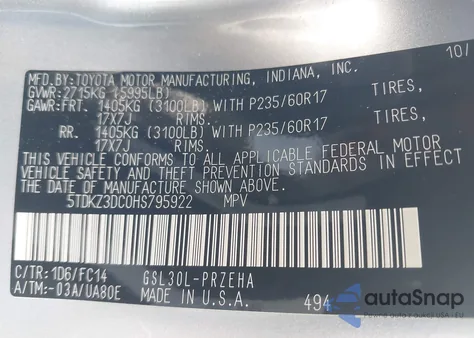 MFD.BY:TOYOTA MOTOR MANUFACTURING, INDIANA, INC. 10/
GVWR:2715KG (5995LB)
GAWR:FRT. 1405KG (3100LB) WITH P235/60R17 TIRES,
17X7J RIMS.
RR. 1405KG (3100LB) WITH P235/60R17 TIRES,
17X7J RIMS.
THIS VEHICLE CONFORMS TO ALL APPLICABLE FEDERAL MOTOR
VEHICLE SAFETY AND THEFT PREVENTION STANDARDS IN EFFECT
ON THE DATE OF MANUFACTURE SHOWN ABOVE.
5TDKZ3DC0HS795922 MPV
C/TR:1D6/FC14 GSL30L-PRZEHA
A/TM:-03A/UA80E MADE IN U.S.A. 494
autoSnap